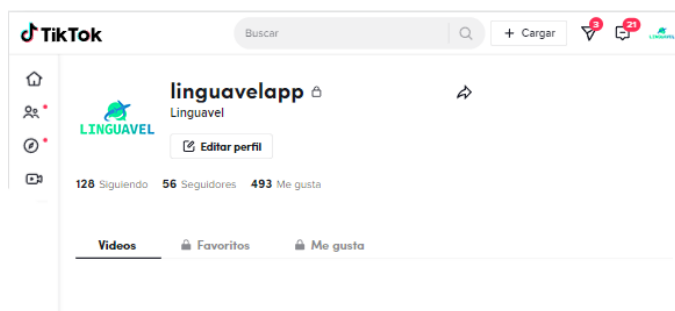 TikTok
Buscar
+ Cargar
3
21
linguavelapp
Linguavel
LINGUAVEL
Editar perfil
128 Siguiendo 56 Seguidores 493 Me gusta
Videos Favoritos Me gusta